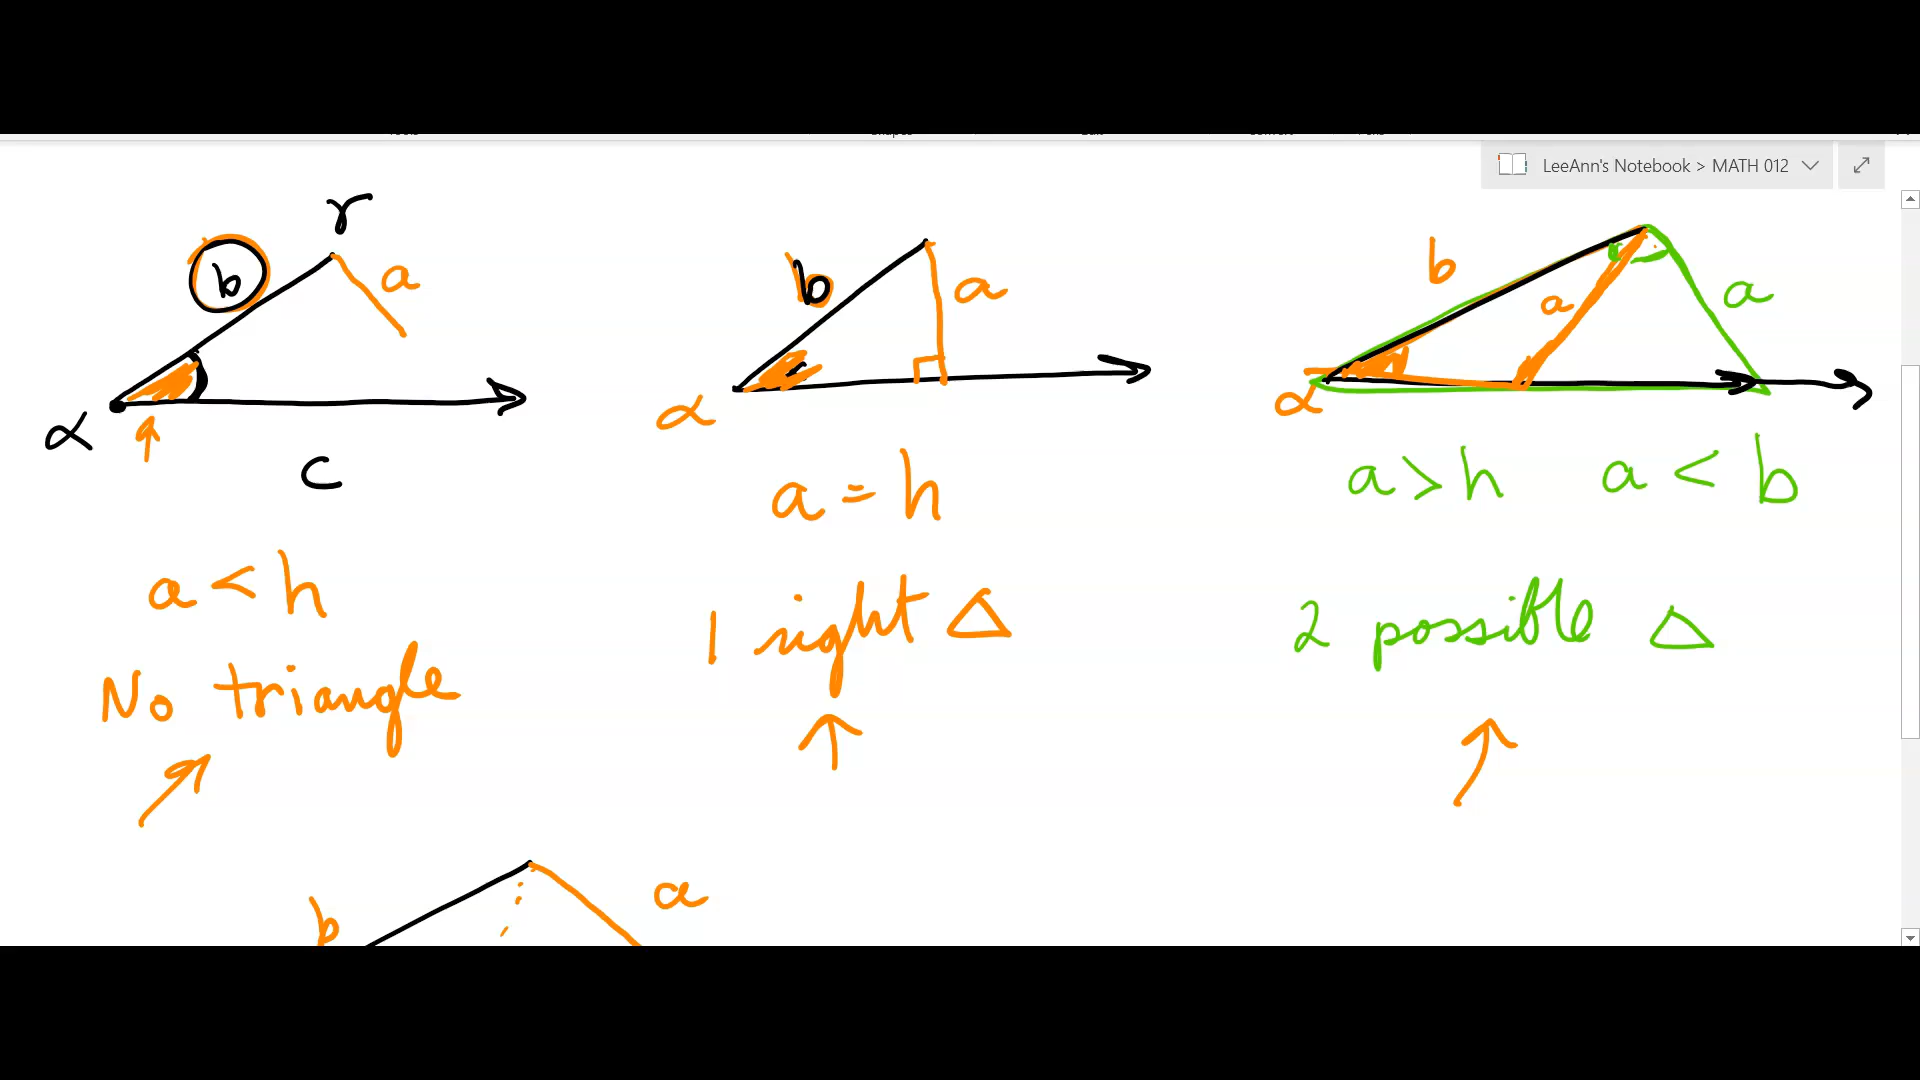 LeeAnn's Notebook > MATH 012
γ
b
a
α
c
a < h
No triangle
b
a
α
a = h
1 right Δ
b
a
a
α
a > h a < b
2 possible Δ
b
a